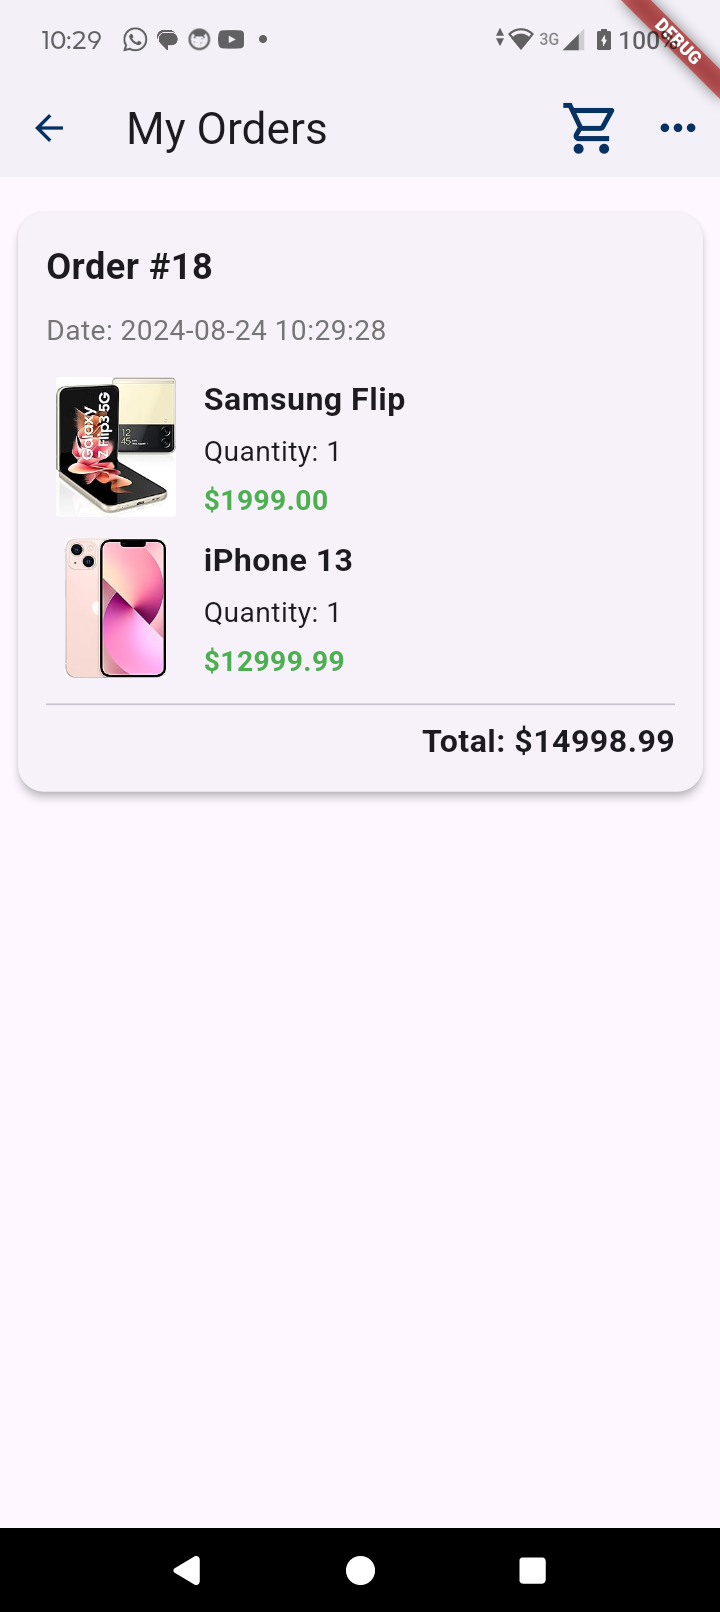 10:29
3G
100%
DEBUG
My Orders
Order #18
Date: 2024-08-24 10:29:28
Galaxy
Z Flip3 5G
12
45
Samsung Flip
Quantity: 1
$1999.00
iPhone 13
Quantity: 1
$12999.99
Total: $14998.99